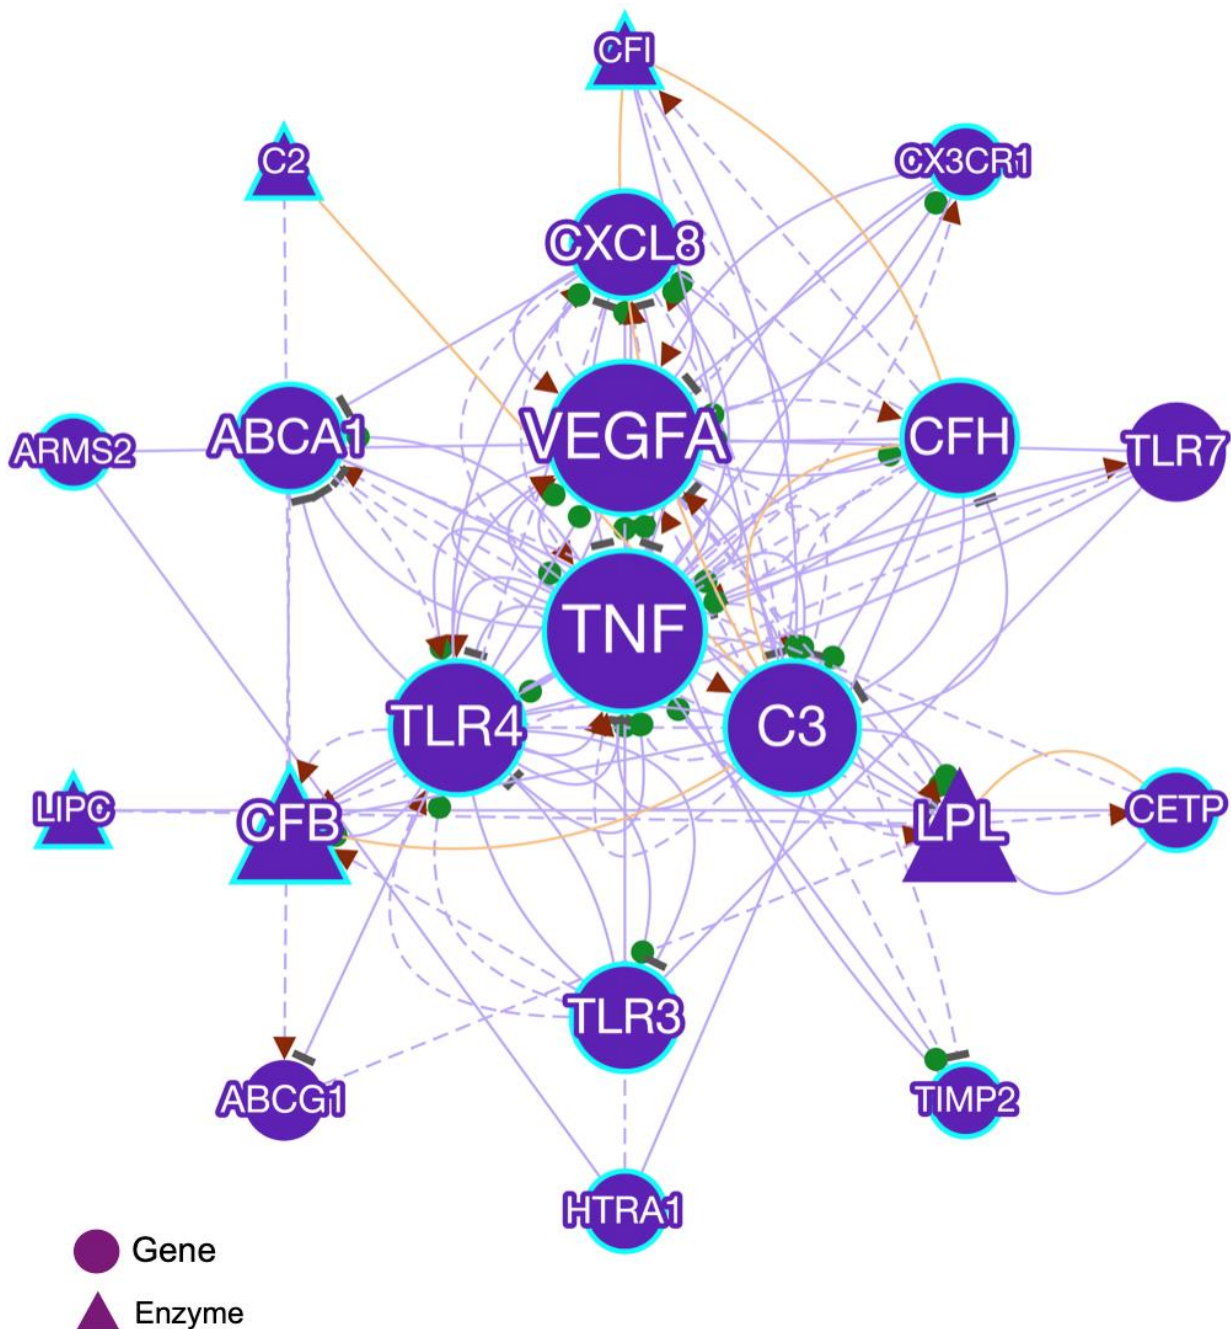 CFI
C2
CX3CR1
CXCL8
VEGFA
ABCA1
CFH
ARMS2
TLR7
TNF
TLR4
C3
LIPC
CFB
LPL
CETP
TLR3
ABCG1
TIMP2
HTRA1
Gene
Enzyme